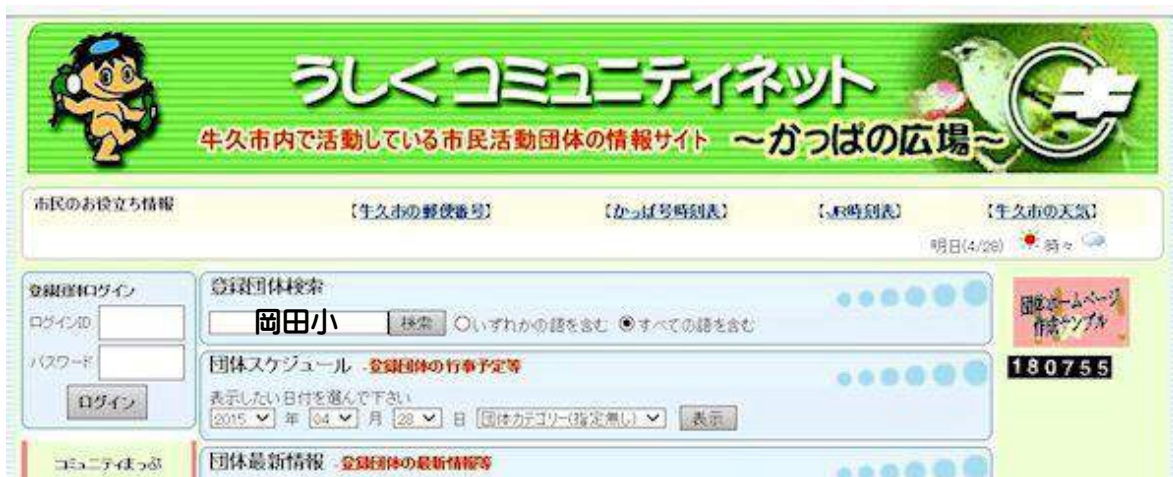 うしくコミュニティネット
牛久市内で活動している市民活動団体の情報サイト ～かっぱの広場～
牛
市民のお役立ち情報 【牛久市の郵便番号】 【かっぱ号時刻表】 【JR時刻表】 【牛久市の天気】
明日(4/28) 時々
登録団体ログイン
ログインID
パスワード
ログイン
コミュニティまっぷ
登録団体検索
岡田小 検索 いずれかの語を含む すべての語を含む
団体スケジュール -登録団体の行事予定等
表示したい日付を選んで下さい
2015 年 04 月 28 日 団体カテゴリー(指定無し) 表示
団体最新情報 -登録団体の最新情報等
団体ホームページ
作成サンプル
180755